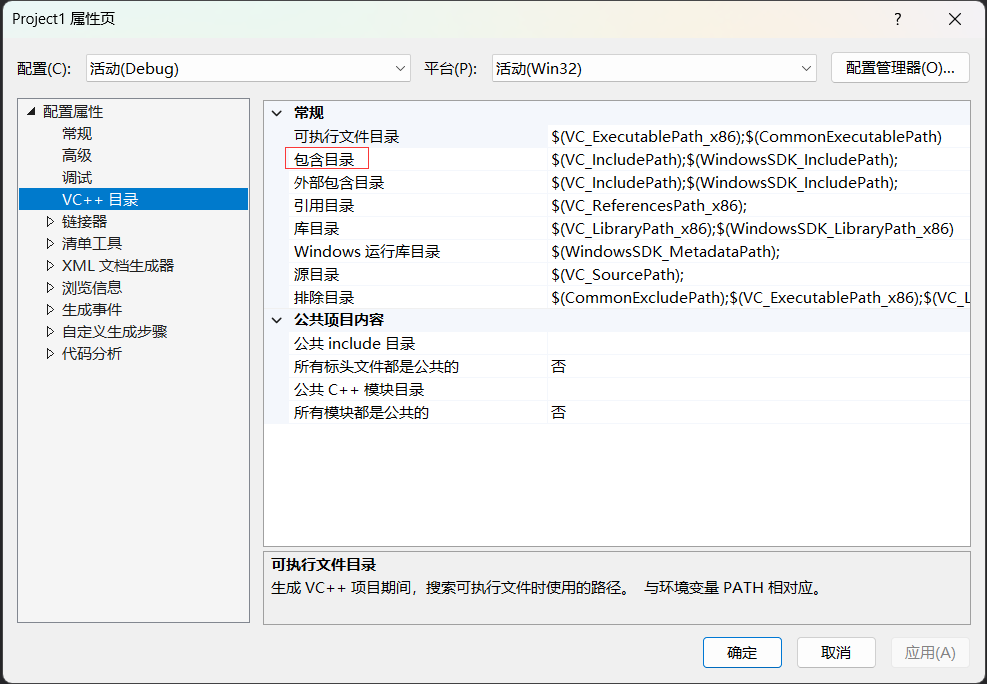 Project1 属性页
?
配置(C): 活动(Debug) 平台(P): 活动(Win32) 配置管理器(O)...
配置属性
常规
高级
调试
VC++ 目录
链接器
清单工具
XML 文档生成器
浏览信息
生成事件
自定义生成步骤
代码分析
常规
可执行文件目录 $(VC_ExecutablePath_x86);$(CommonExecutablePath)
包含目录 $(VC_IncludePath);$(WindowsSDK_IncludePath);
外部包含目录 $(VC_IncludePath);$(WindowsSDK_IncludePath);
引用目录 $(VC_ReferencesPath_x86);
库目录 $(VC_LibraryPath_x86);$(WindowsSDK_LibraryPath_x86)
Windows 运行库目录 $(WindowsSDK_MetadataPath);
源目录 $(VC_SourcePath);
排除目录 $(CommonExcludePath);$(VC_ExecutablePath_x86);$(VC_L
公共项目内容
公共 include 目录
所有标头文件都是公共的 否
公共 C++ 模块目录
所有模块都是公共的 否
可执行文件目录
生成 VC++ 项目期间，搜索可执行文件时使用的路径。 与环境变量 PATH 相对应。
确定 取消 应用(A)